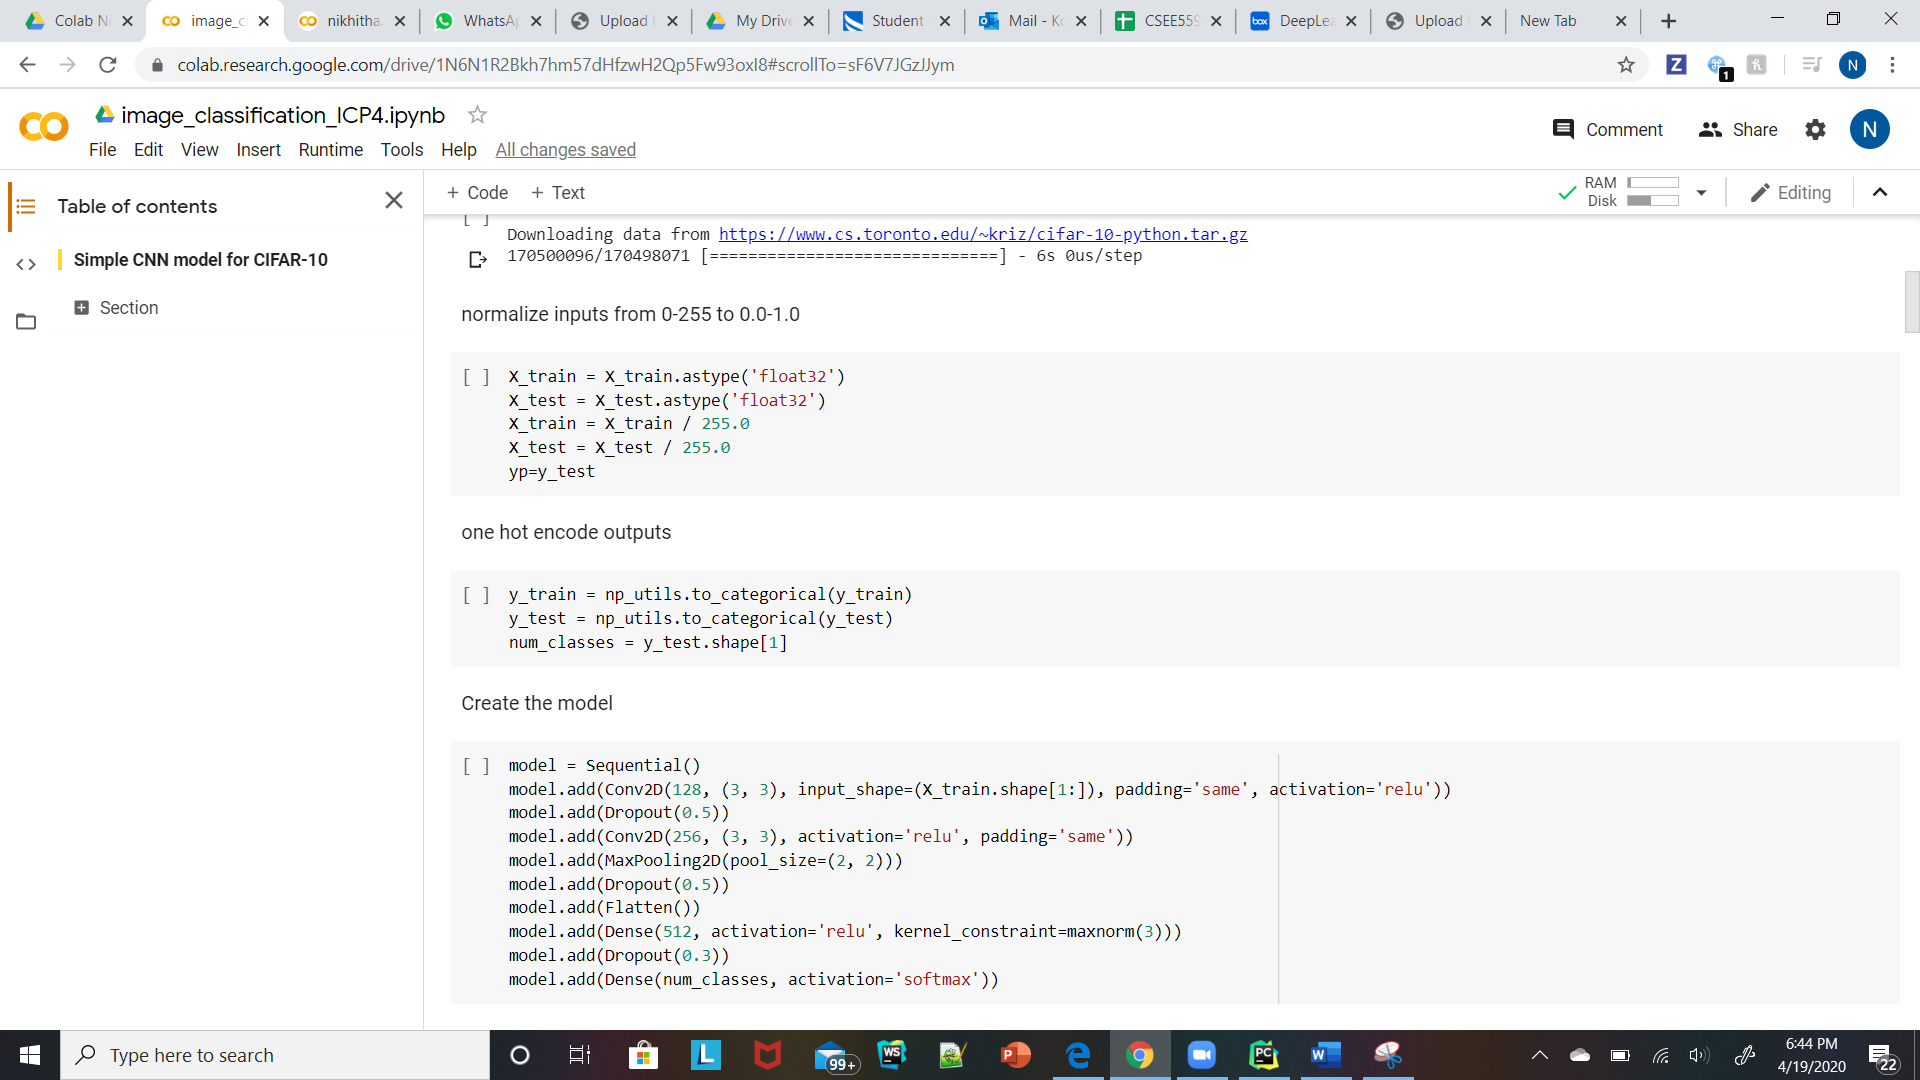 Colab N
image_c
nikhitha.
WhatsAp
Upload
My Drive
Student
Mail - Ko
CSEE559
DeepLea
Upload
New Tab
colab.research.google.com/drive/1N6N1R2Bkh7hm57dHfzwH2Qp5Fw93oxI8#scrollTo=sF6V7JGzJJym
1
N
image_classification_ICP4.ipynb
Comment
Share
N
File Edit View Insert Runtime Tools Help All changes saved
Table of contents
+ Code + Text
RAM
Disk
Editing
Simple CNN model for CIFAR-10
Section
[ ]
Downloading data from https://www.cs.toronto.edu/~kriz/cifar-10-python.tar.gz
170500096/170498071 [==============================] - 6s 0us/step
normalize inputs from 0-255 to 0.0-1.0
[ ] X_train = X_train.astype('float32')
X_test = X_test.astype('float32')
X_train = X_train / 255.0
X_test = X_test / 255.0
yp=y_test
one hot encode outputs
[ ] y_train = np_utils.to_categorical(y_train)
y_test = np_utils.to_categorical(y_test)
num_classes = y_test.shape[1]
Create the model
[ ] model = Sequential()
model.add(Conv2D(128, (3, 3), input_shape=(X_train.shape[1:]), padding='same', activation='relu'))
model.add(Dropout(0.5))
model.add(Conv2D(256, (3, 3), activation='relu', padding='same'))
model.add(MaxPooling2D(pool_size=(2, 2)))
model.add(Dropout(0.5))
model.add(Flatten())
model.add(Dense(512, activation='relu', kernel_constraint=maxnorm(3)))
model.add(Dropout(0.3))
model.add(Dense(num_classes, activation='softmax'))
Type here to search
99+
6:44 PM
4/19/2020
22